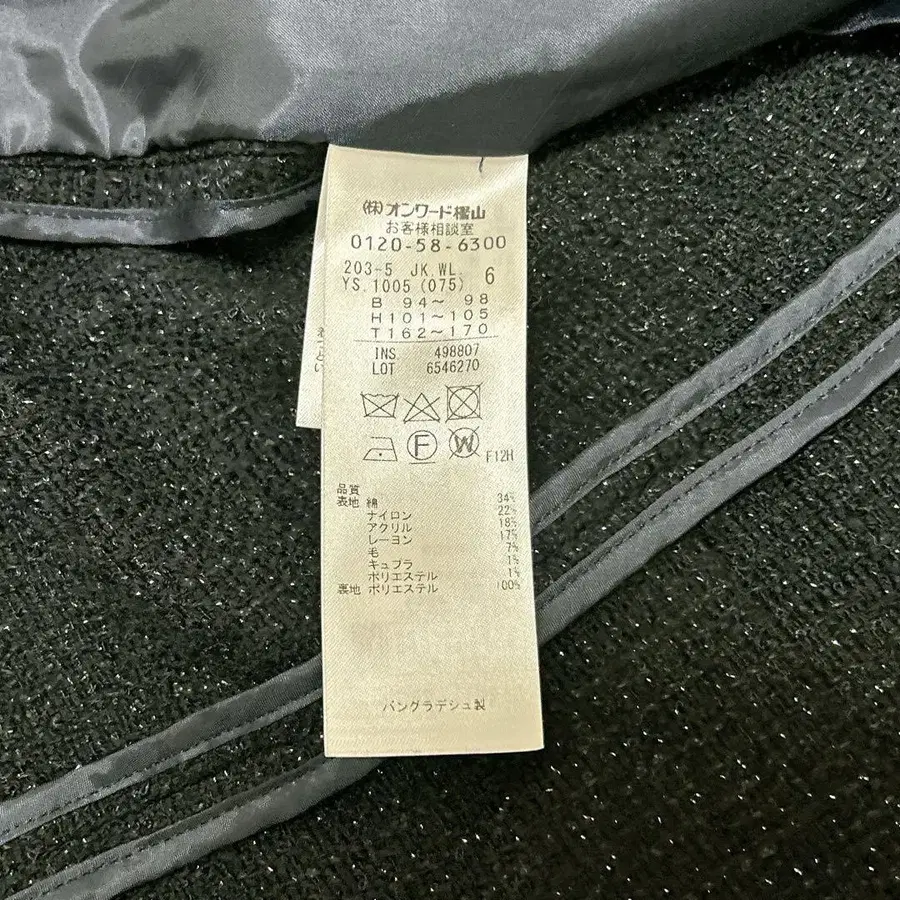 (株)オンワード樫山
お客様相談室
0120-58-6300
203-5 JK.WL.
YS.1005(075) 6
B 94～ 98
H101～105
T162～170
INS 498807
LOT 6546270
F W F12H
品質
表地 綿 34%
ナイロン 22%
アクリル 18%
レーヨン 17%
毛 7%
キュプラ 1%
ポリエステル 1%
裏地 ポリエステル 100%
バングラデシュ製